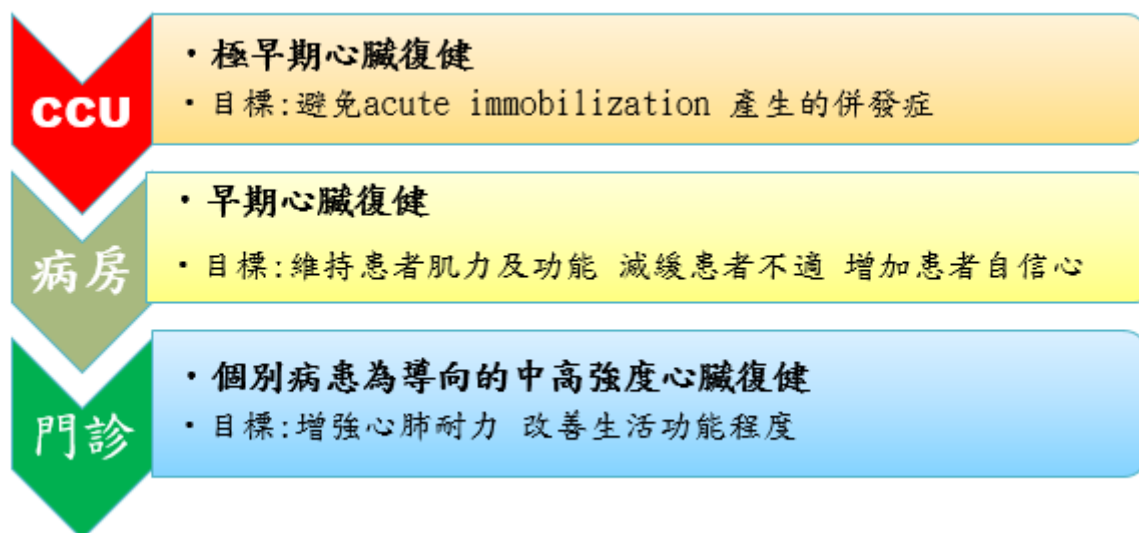 CCU
・極早期心臟復健
・目標:避免acute immobilization 產生的併發症
病房
・早期心臟復健
・目標:維持患者肌力及功能 減緩患者不適 增加患者自信心
門診
・個別病患為導向的中高強度心臟復健
・目標:增強心肺耐力 改善生活功能程度